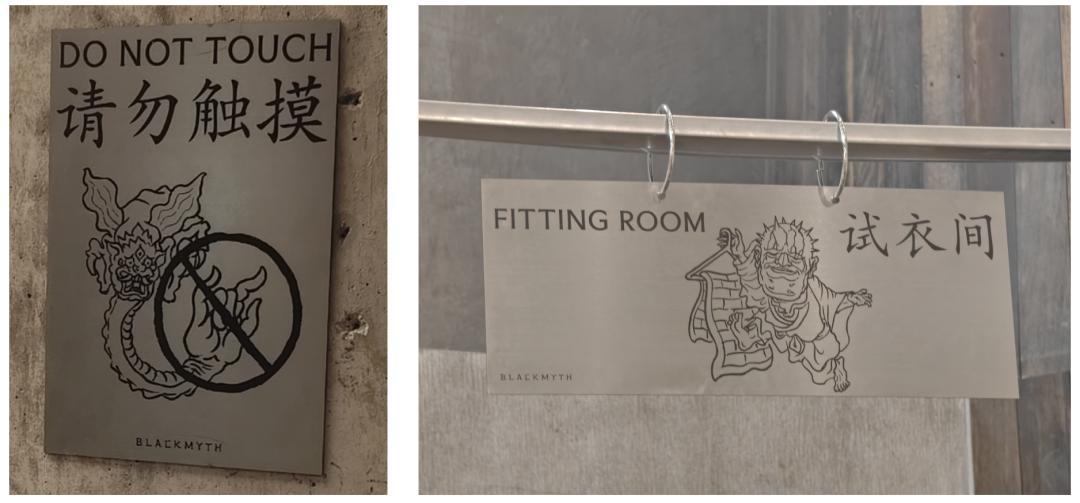 DO NOT TOUCH
请勿触摸
BLACKMYTH
FITTING ROOM
试衣间
BLACKMYTH